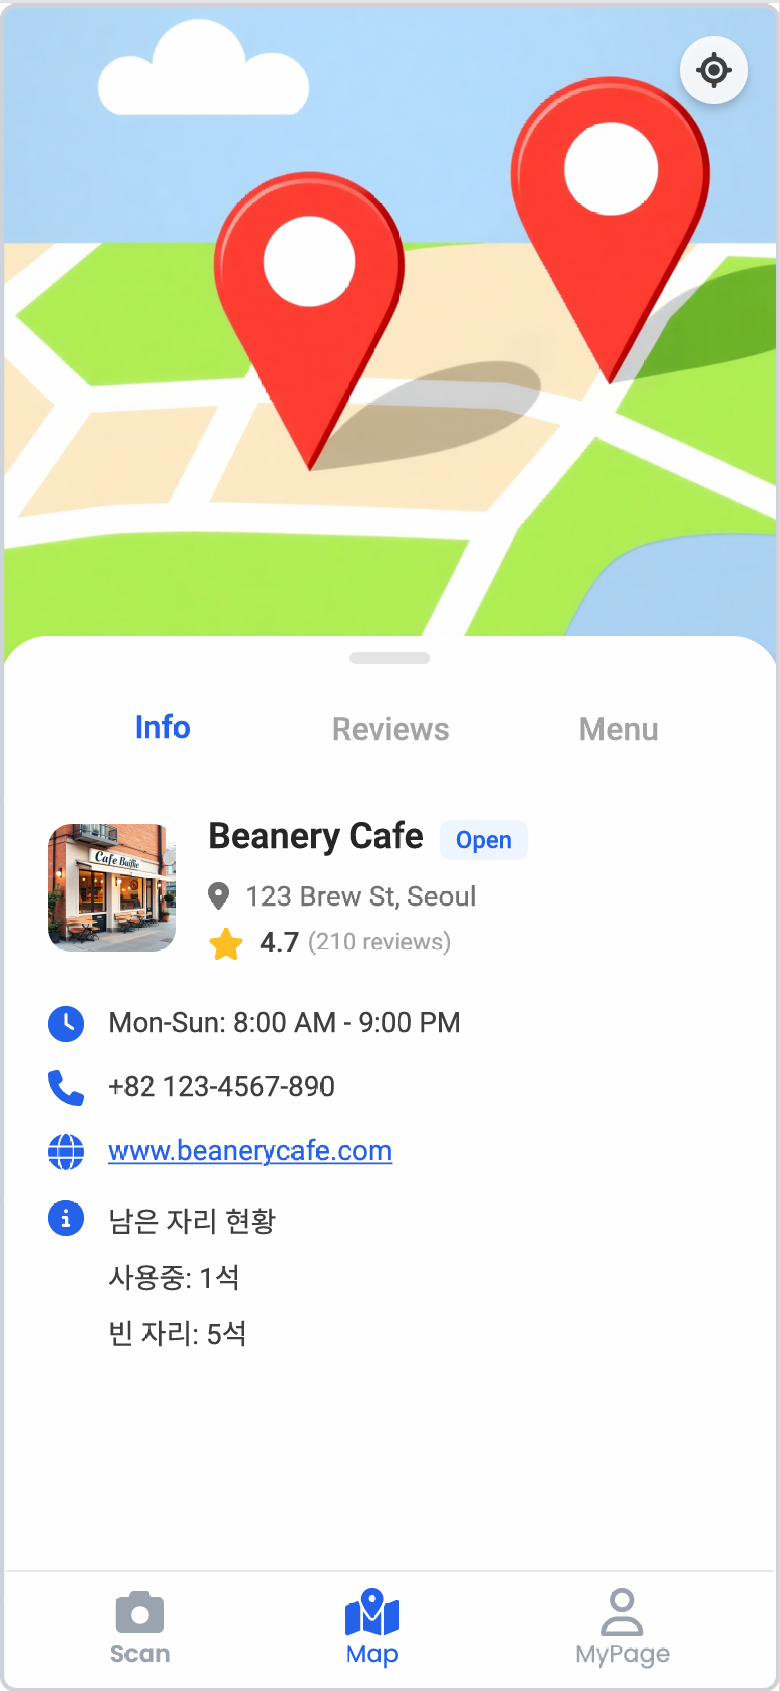 Info Reviews Menu
Cafe
Beanery Cafe Open
123 Brew St, Seoul
4.7 (210 reviews)
Mon-Sun: 8:00 AM - 9:00 PM
+82 123-4567-890
www.beanerycafe.com
남은 자리 현황
사용중: 1석
빈 자리: 5석
Scan Map MyPage